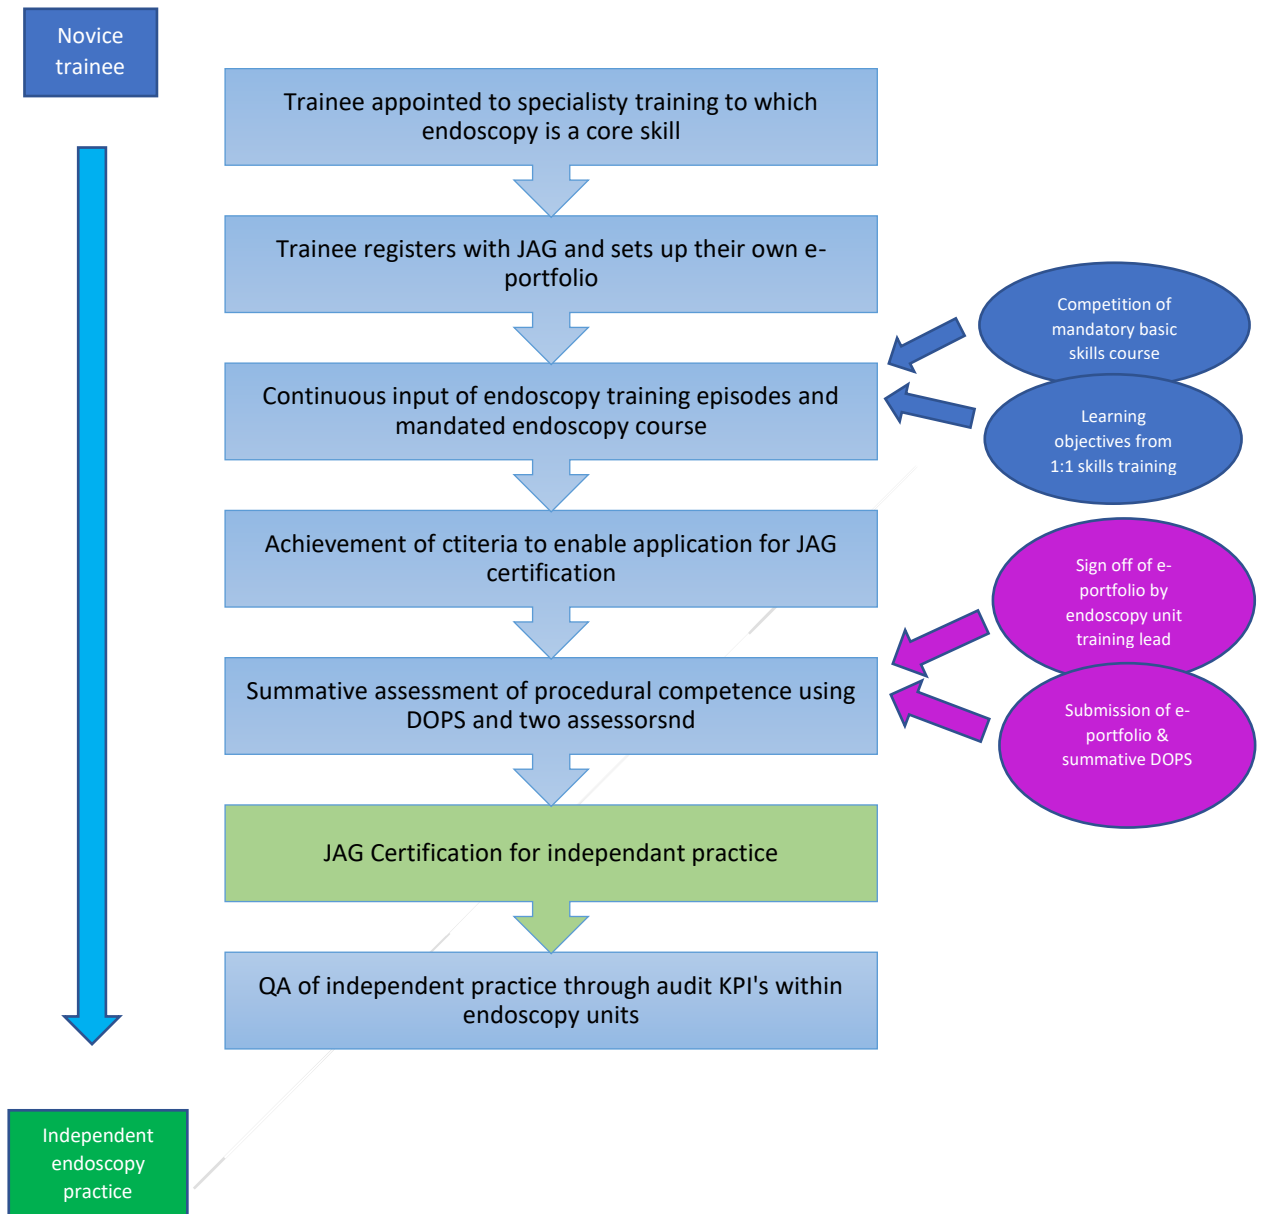 Novice
trainee
Trainee appointed to specialisty training to which
endoscopy is a core skill
Trainee registers with JAG and sets up their own e-
portfolio
Competition of
mandatory basic
skills course
Continuous input of endoscopy training episodes and
mandated endoscopy course
Learning
objectives from
1:1 skills training
Achievement of ctiteria to enable application for JAG
certification
Sign off of e-
portfolio by
endoscopy unit
training lead
Summative assessment of procedural competence using
DOPS and two assessorsnd
Submission of e-
portfolio &
summative DOPS
JAG Certification for independant practice
QA of independent practice through audit KPI's within
endoscopy units
Independent
endoscopy
practice